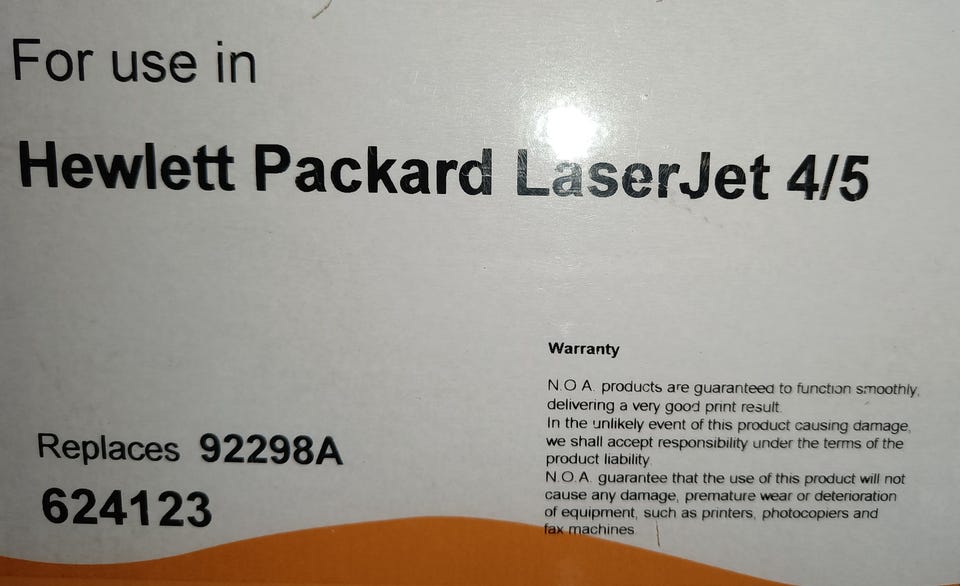 For use in
Hewlett Packard LaserJet 4/5
Warranty
N.O.A. products are guaranteed to function smoothly,
delivering a very good print result.
In the unlikely event of this product causing damage,
we shall accept responsibility under the terms of the
product liability.
N.O.A. guarantee that the use of this product will not
cause any damage, premature wear or deterioration
of equipment, such as printers, photocopiers and
fax machines
Replaces 92298A
624123